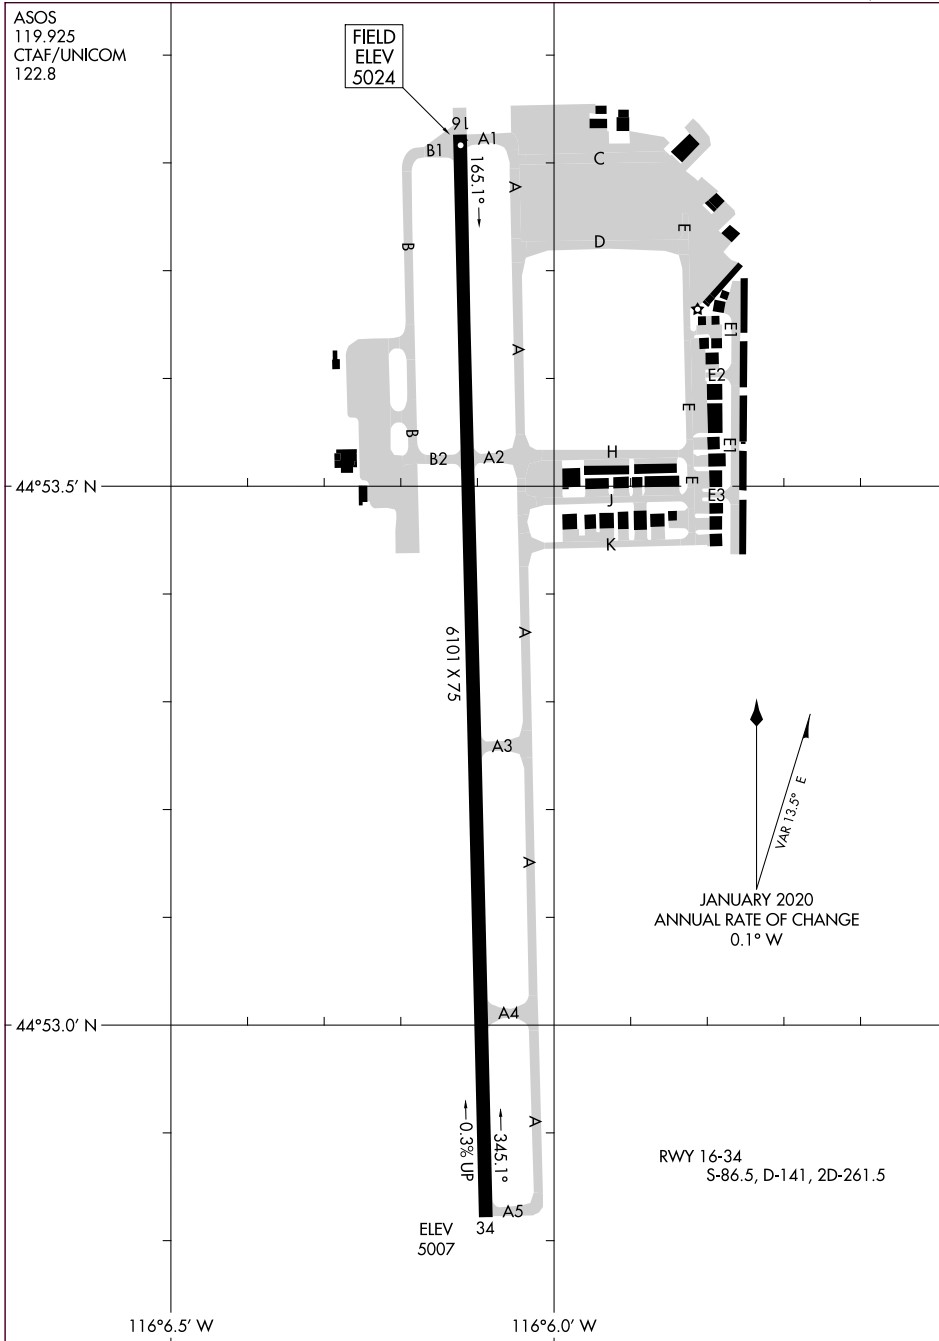 ASOS
119.925
CTAF/UNICOM
122.8
FIELD
ELEV
5024
16
A1
B1
C
165.1°
A
E
D
B
E1
A
E2
E
B
H
E1
B2
A2
44°53.5' N
E
E3
J
K
A
6101 X 75
A3
VAR 13.5° E
A
JANUARY 2020
ANNUAL RATE OF CHANGE
0.1° W
A4
44°53.0' N
A
0.3% UP
345.1°
RWY 16-34
S-86.5, D-141, 2D-261.5
A5
ELEV
5007
34
116°6.5' W
116°6.0' W